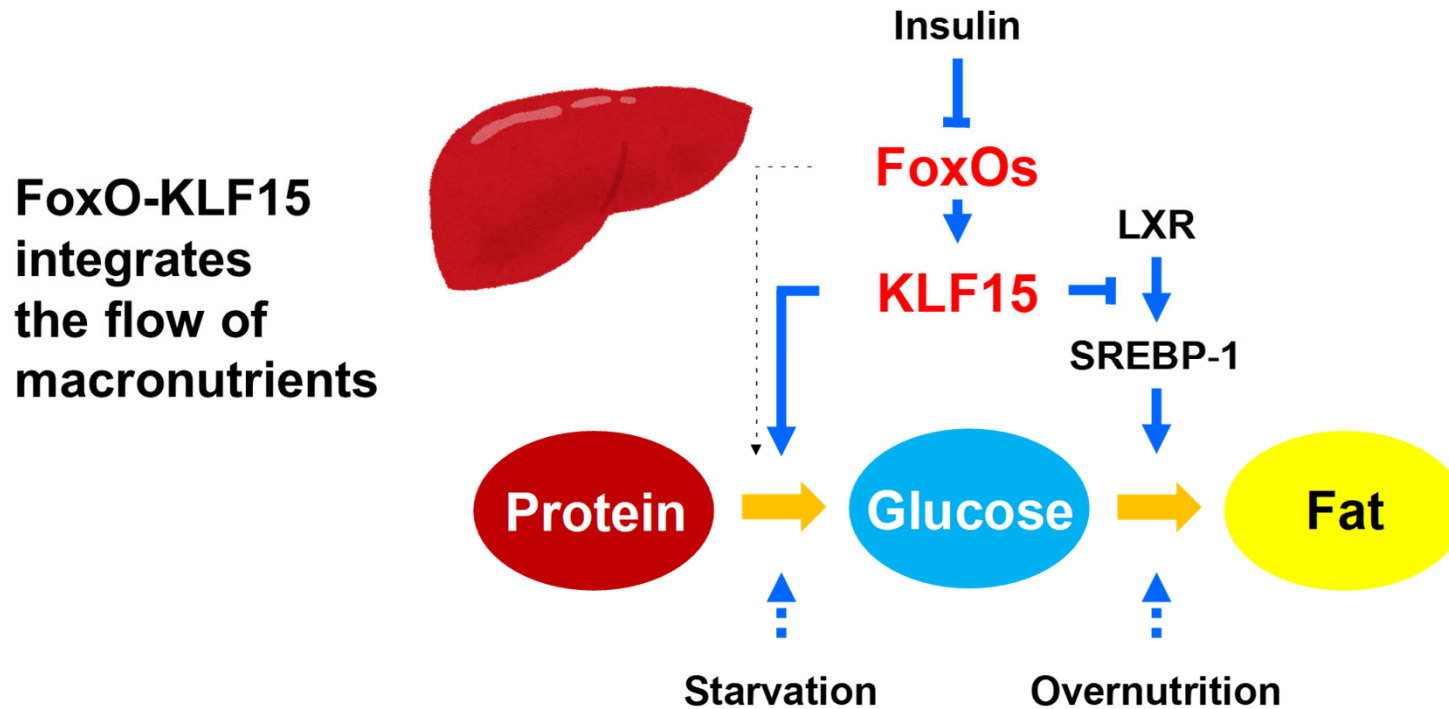 FoxO-KLF15
integrates
the flow of
macronutrients
Insulin
FoxOs
KLF15
LXR
SREBP-1
Protein
Glucose
Fat
Starvation
Overnutrition